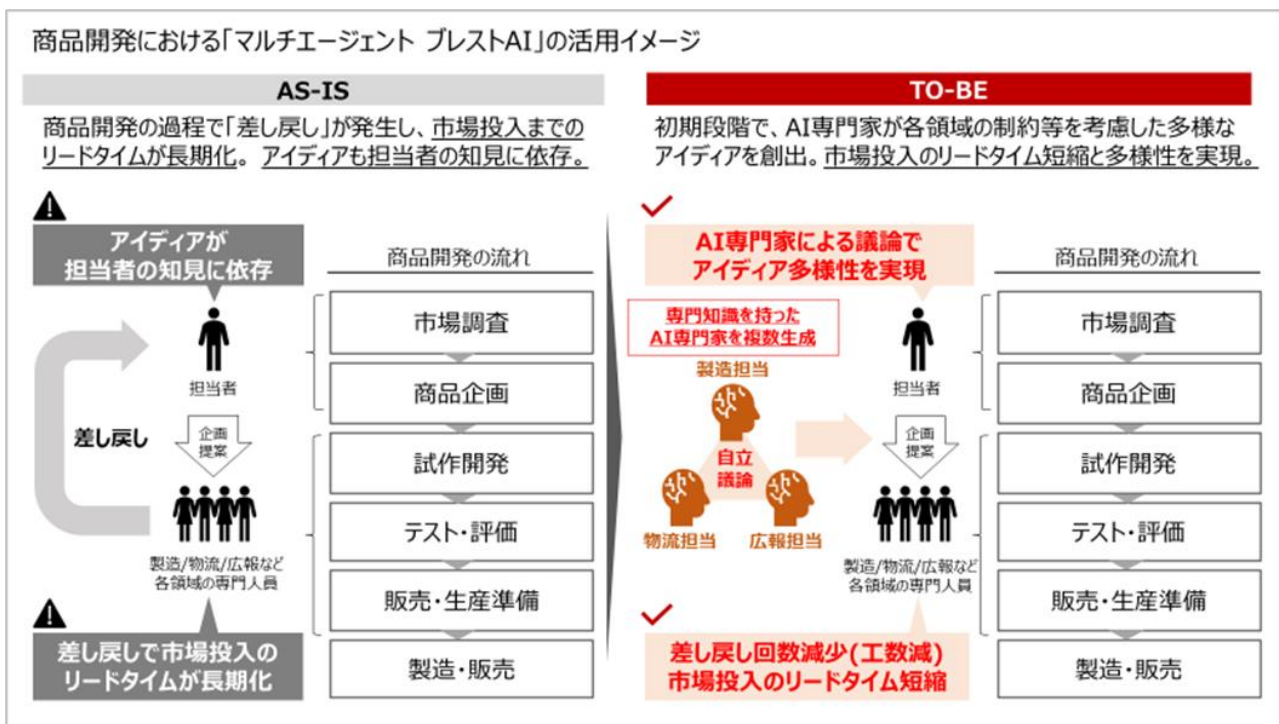 商品開発における「マルチエージェント ブレストAI」の活用イメージ
AS-IS
商品開発の過程で「差し戻し」が発生し、市場投入までの
リードタイムが長期化。 アイディアも担当者の知見に依存。
アイディアが
担当者の知見に依存
商品開発の流れ
市場調査
担当者
商品企画
差し戻し
企画
提案
試作開発
テスト・評価
製造/物流/広報など
各領域の専門人員
販売・生産準備
差し戻しで市場投入の
リードタイムが長期化
製造・販売
TO-BE
初期段階で、AI専門家が各領域の制約等を考慮した多様な
アイディアを創出。市場投入のリードタイム短縮と多様性を実現。
AI専門家による議論で
アイディア多様性を実現
商品開発の流れ
専門知識を持った
AI専門家を複数生成
市場調査
製造担当
担当者
商品企画
自立
議論
企画
提案
試作開発
物流担当
広報担当
テスト・評価
製造/物流/広報など
各領域の専門人員
販売・生産準備
差し戻し回数減少(工数減)
市場投入のリードタイム短縮
製造・販売